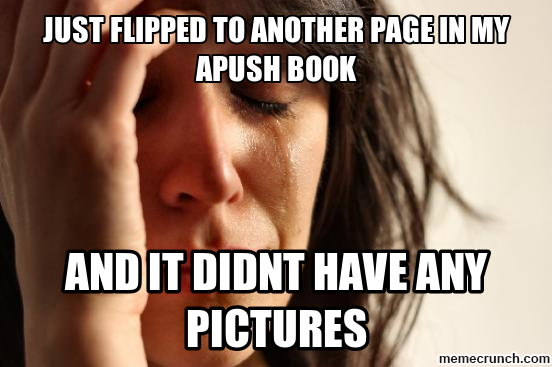 JUST FLIPPED TO ANOTHER PAGE IN MY
APUSH BOOK
AND IT DIDNT HAVE ANY
PICTURES
memecrunch.com